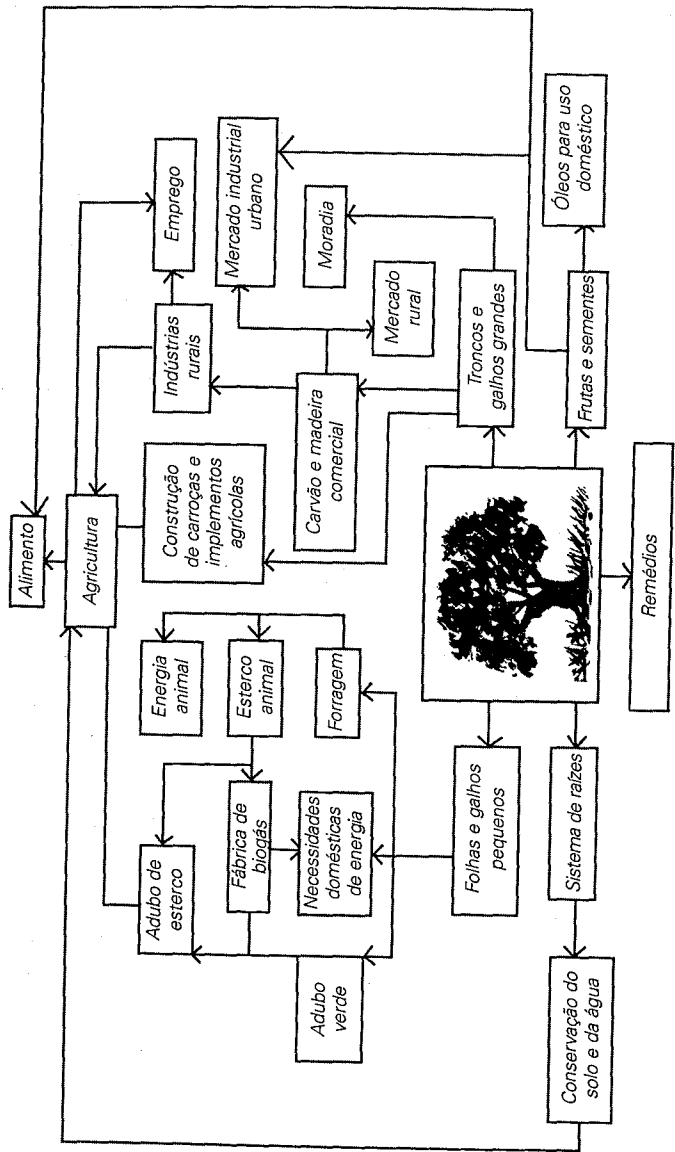 Alimento
Agricultura
Emprego
Indústrias
rurais
Mercado industrial
urbano
Construção
de carroças e
implementos
agrícolas
Energia
animal
Esterco
animal
Adubo de
esterco
Fábrica de
biogás
Moradia
Mercado
rural
Carvão e madeira
comercial
Forragem
Necessidades
domésticas
de energia
Adubo
verde
Troncos e
galhos grandes
Folhas e galhos
pequenos
Óleos para uso
doméstico
Frutas e sementes
Sistema de raízes
Conservação do
solo e da água
Remédios